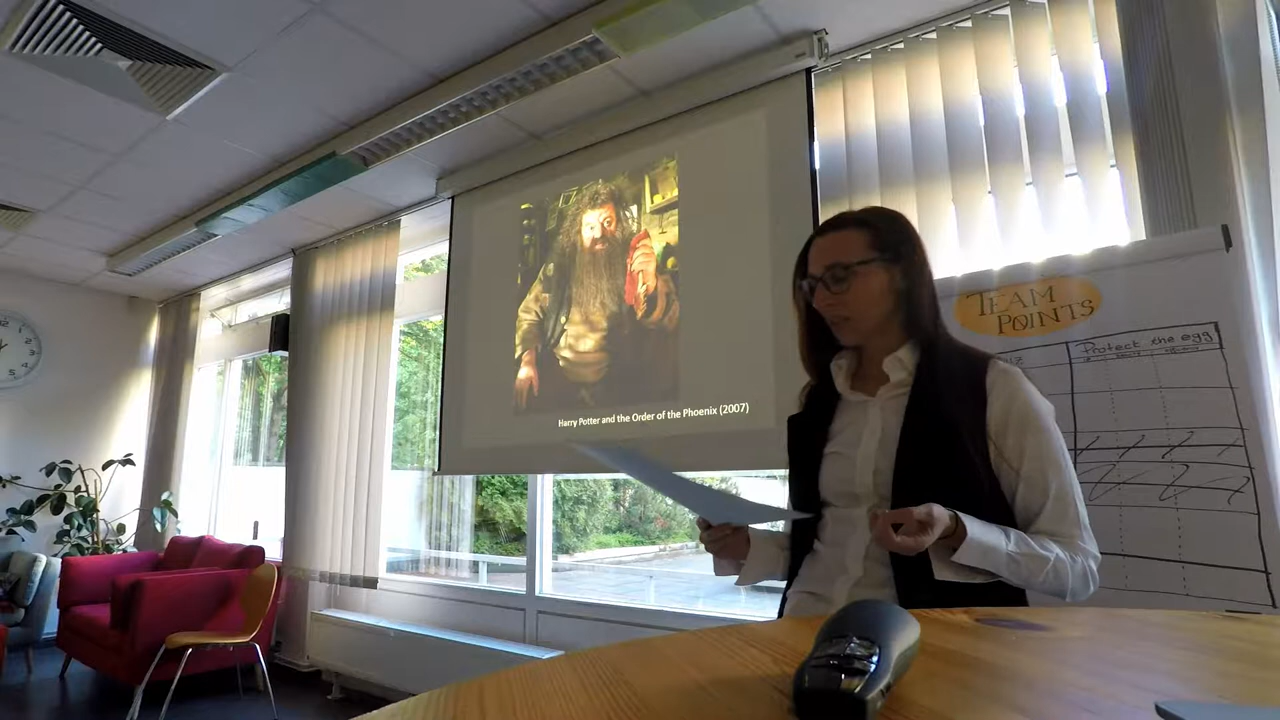 Harry Potter and the Order of the Phoenix (2007)
TEAM
POINTS
Protect the egg